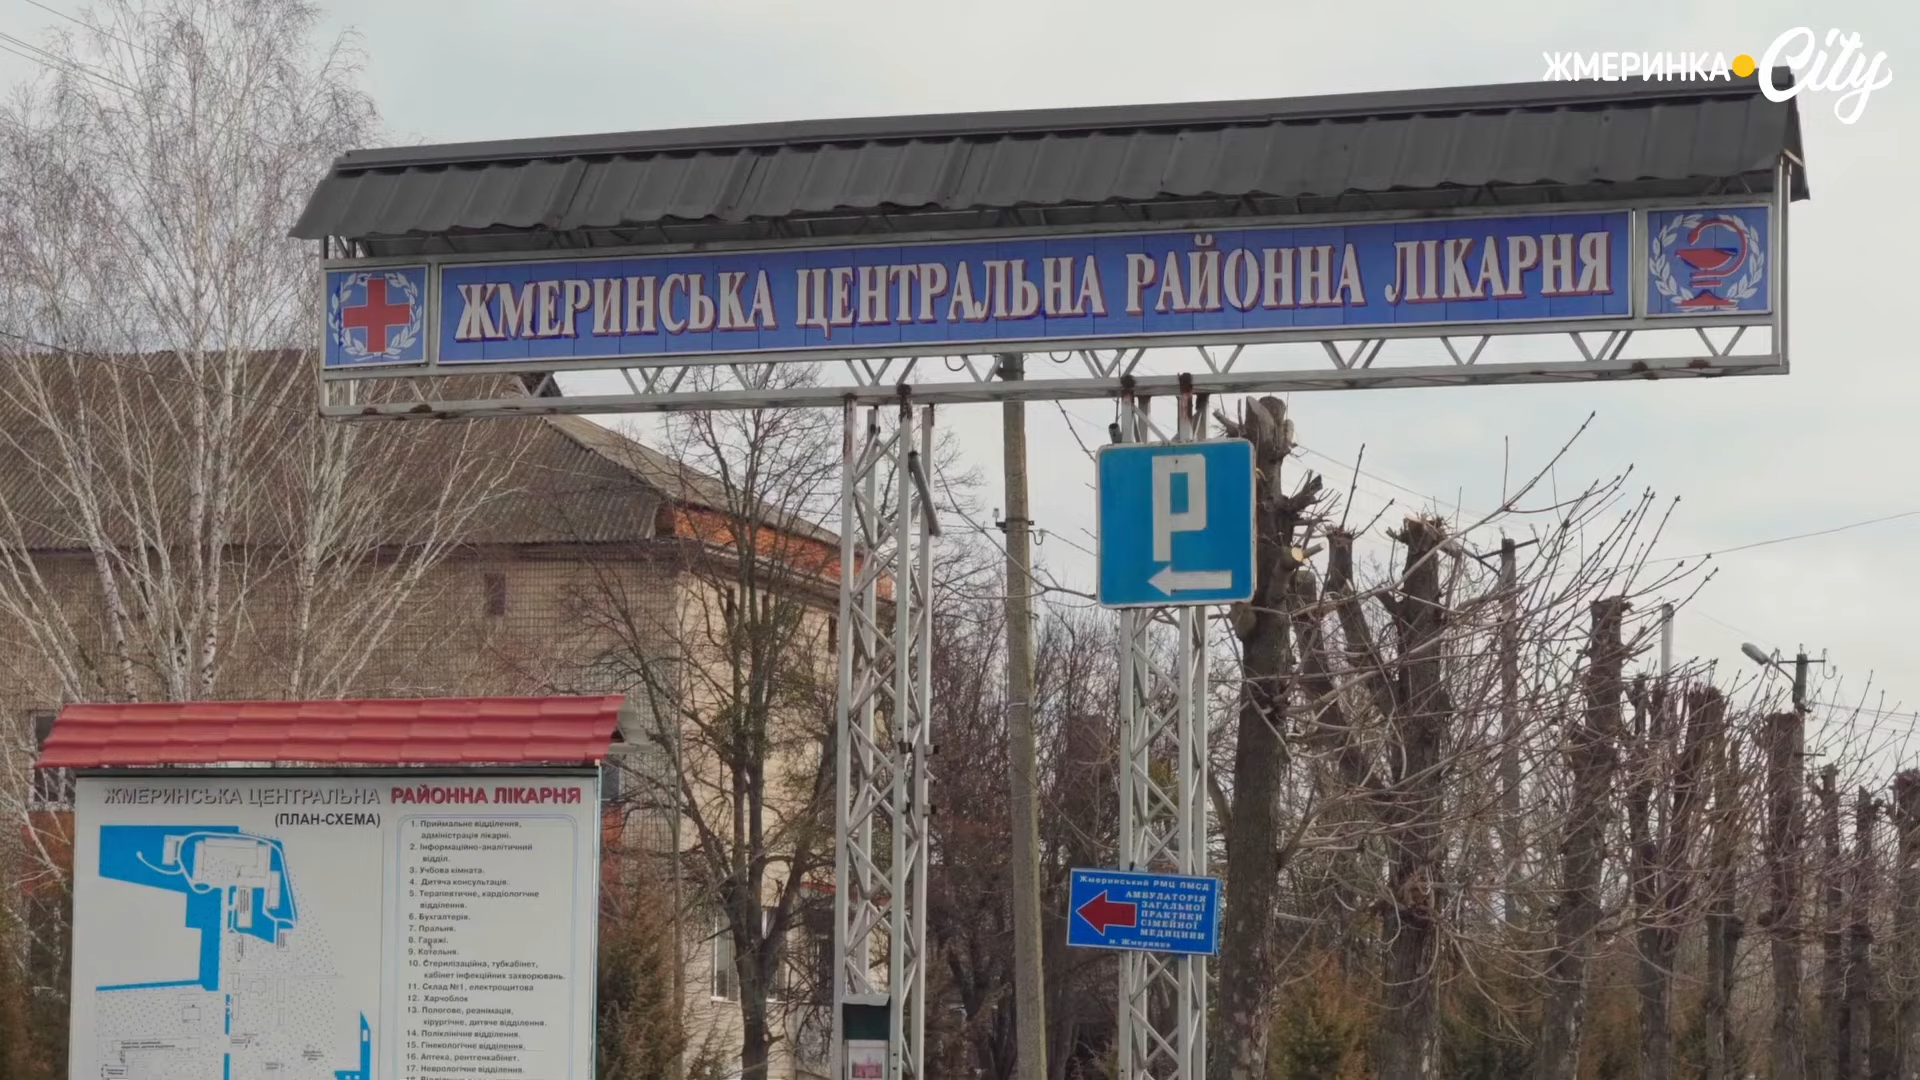 ЖМЕРИНКА City
ЖМЕРИНСЬКА ЦЕНТРАЛЬНА РАЙОННА ЛІКАРНЯ
P
Жмеринський РМЦ ПМСД
АМБУЛАТОРІЯ
ЗАГАЛЬНОЇ
ПРАКТИКИ
СІМЕЙНОЇ
МЕДИЦИНИ
м. Жмеринка
ЖМЕРИНСЬКА ЦЕНТРАЛЬНА РАЙОННА ЛІКАРНЯ
(ПЛАН-СХЕМА)
1. Приймальне відділення,
адміністрація лікарні.
2. Інформаційно-аналітичний
відділ.
3. Учбова кімната.
4. Дитяча консультація.
5. Терапевтичне, кардіологічне
відділення.
6. Бухгалтерія.
7. Пральня.
8. Гаражі.
9. Котельня.
10. Стерилізаційна, тубкабінет,
кабінет інфекційних захворювань.
11. Склад №1, електрощитова
12. Харчоблок
13. Пологове, реанімація,
хірургічне, дитяче відділення.
14. Поліклінічне відділення.
15. Гінекологічне відділення.
16. Аптека, рентгенкабінет.
17. Неврологічне відділення.